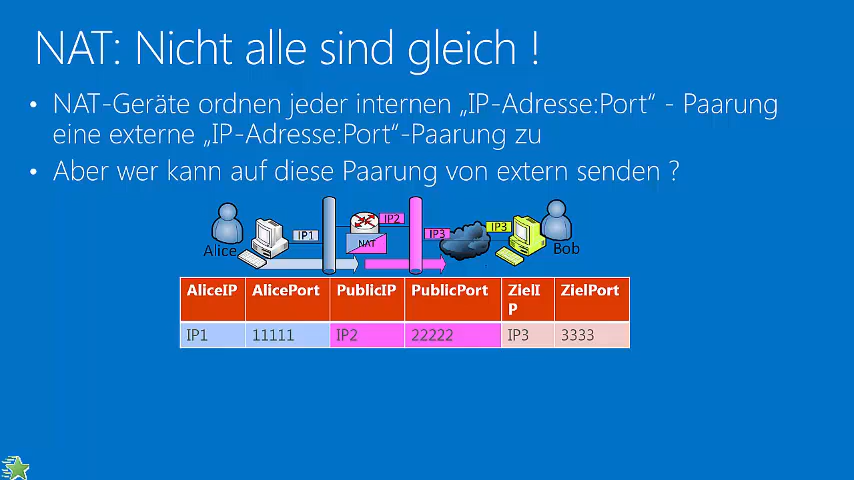 NAT: Nicht alle sind gleich !
• NAT-Geräte ordnen jeder internen „IP-Adresse:Port“ - Paarung
eine externe „IP-Adresse:Port“-Paarung zu
• Aber wer kann auf diese Paarung von extern senden ?
IP2
IP1 IP3 IP3
NAT
Alice Bob
AliceIP AlicePort PublicIP PublicPort ZielI ZielPort
P
IP1 11111 IP2 22222 IP3 3333